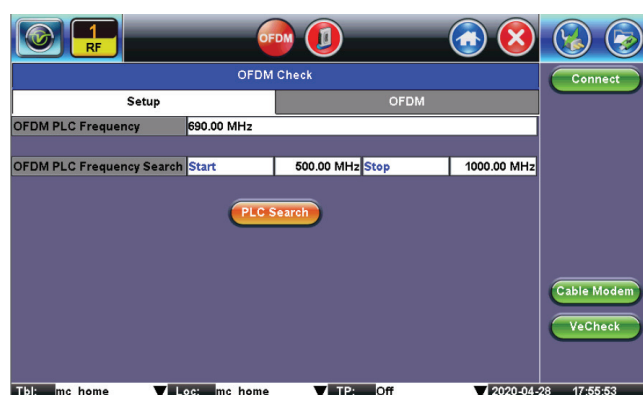 1
RF
OFDM
OFDM Check
Connect
Setup OFDM
OFDM PLC Frequency 690.00 MHz
OFDM PLC Frequency Search Start 500.00 MHz Stop 1000.00 MHz
PLC Search
Cable Modem
VeCheck
Tbl: mc_home Loc: mc_home TP: Off 2020-04-28 17:55:53